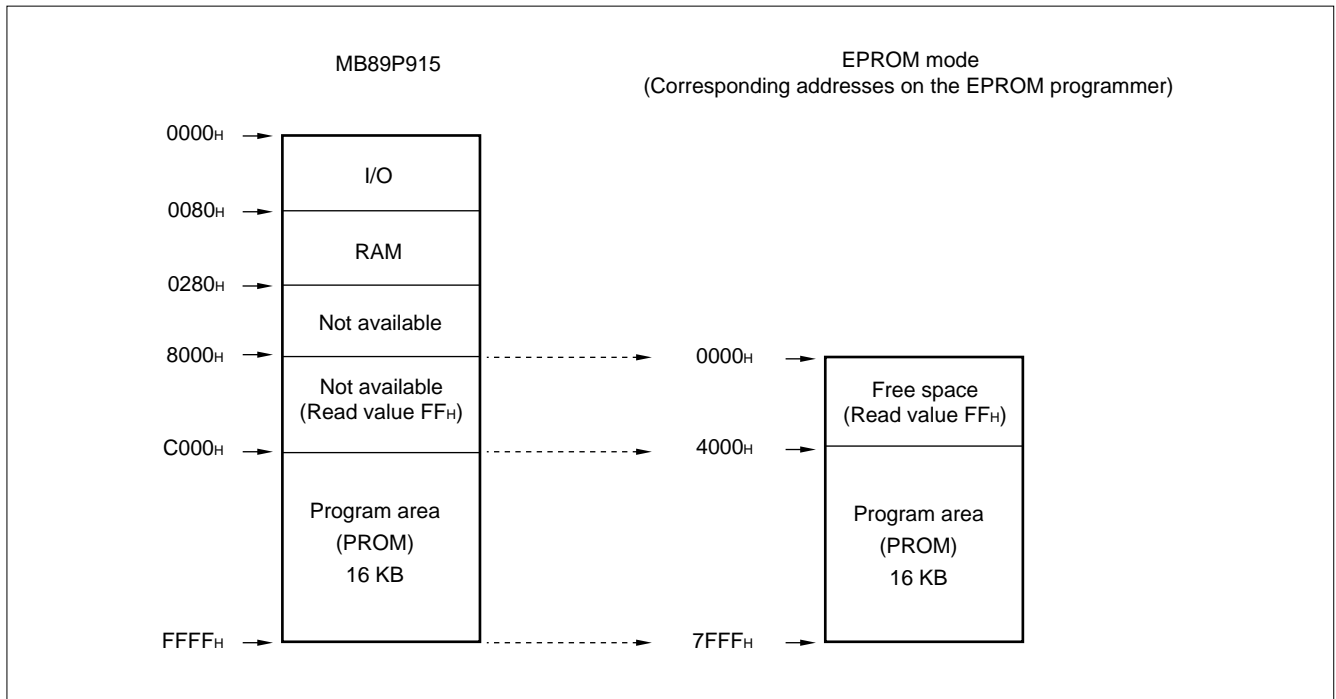 MB89P915
EPROM mode
(Corresponding addresses on the EPROM programmer)
0000H
I/O
0080H
RAM
0280H
Not available
8000H
0000H
Not available
(Read value FFH)
Free space
(Read value FFH)
C000H
4000H
Program area
(PROM)
16 KB
Program area
(PROM)
16 KB
FFFFH
7FFFH